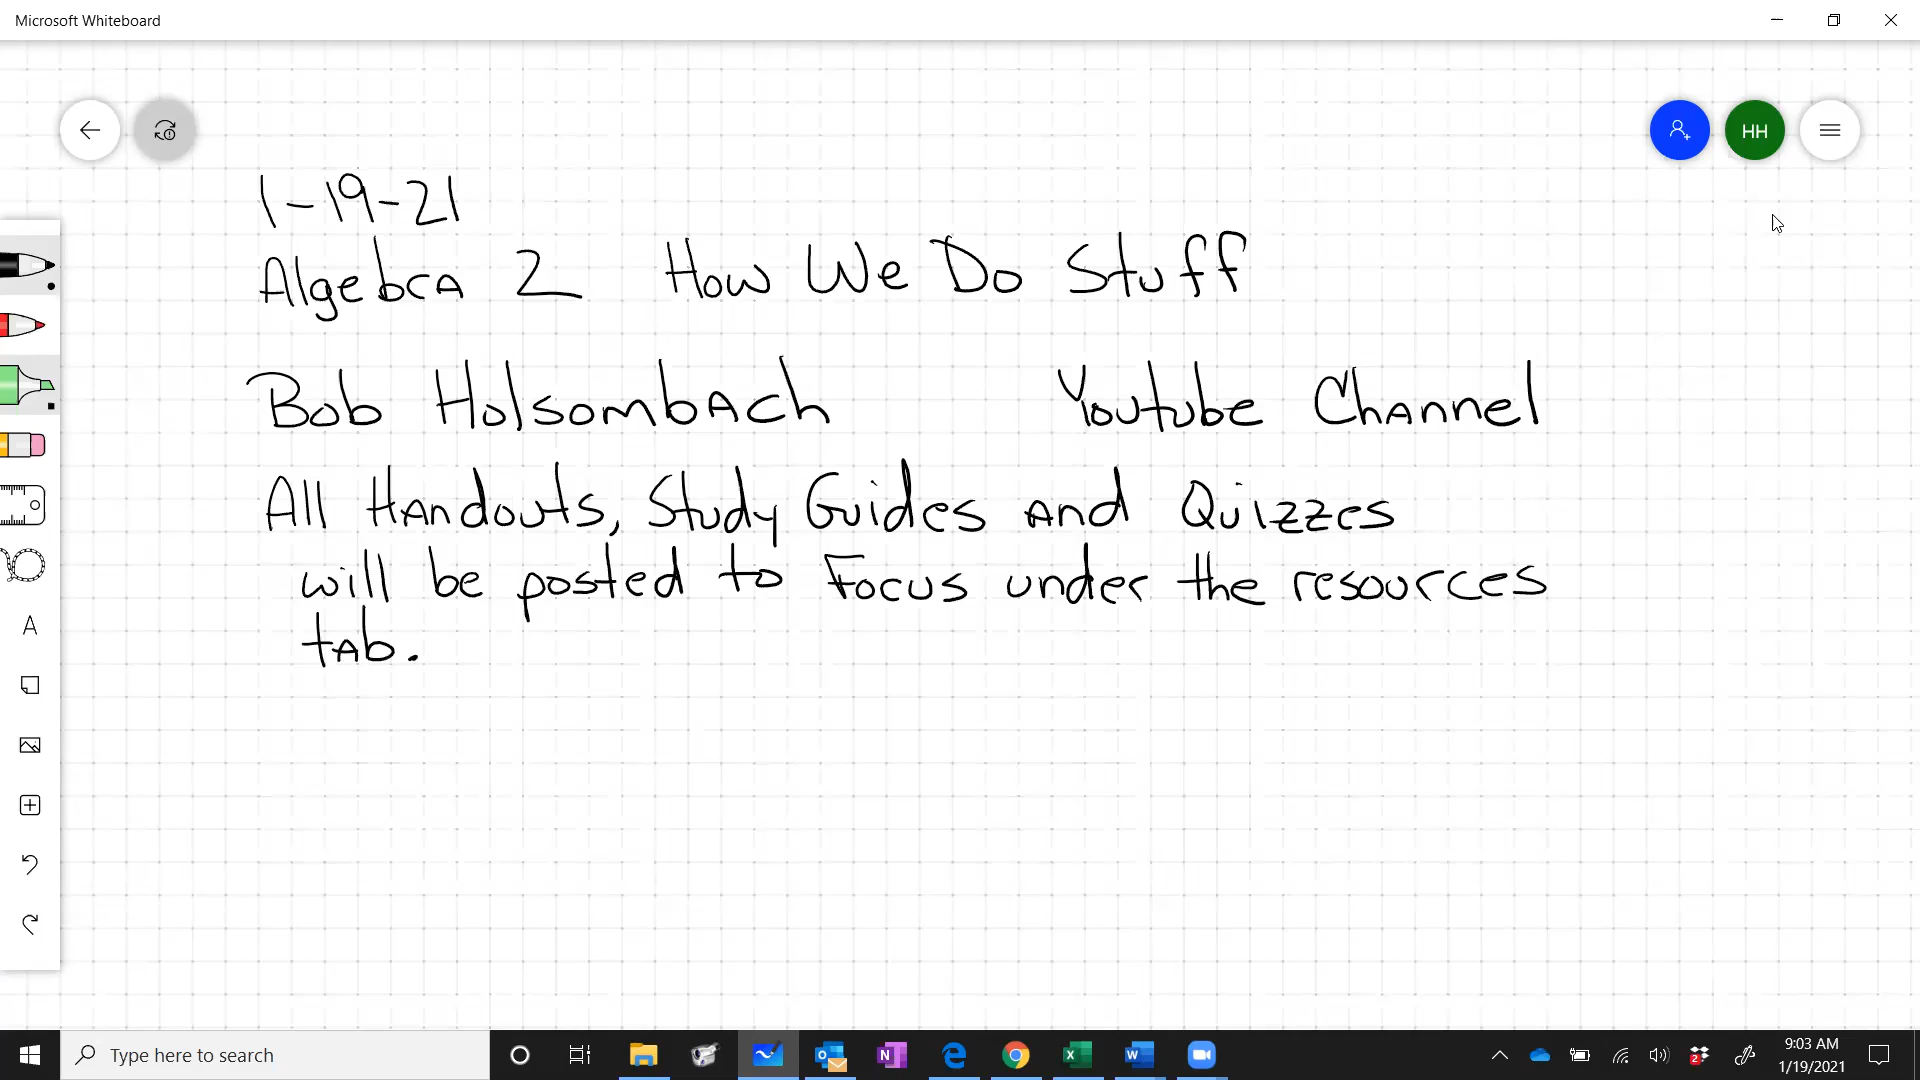 Microsoft Whiteboard
HH
1-19-21
Algebra 2 How We Do Stuff
Bob Holsombach Youtube Channel
All Handouts, Study Guides and Quizzes
will be posted to Focus under the resources
tab.
A
Type here to search
9:03 AM
1/19/2021